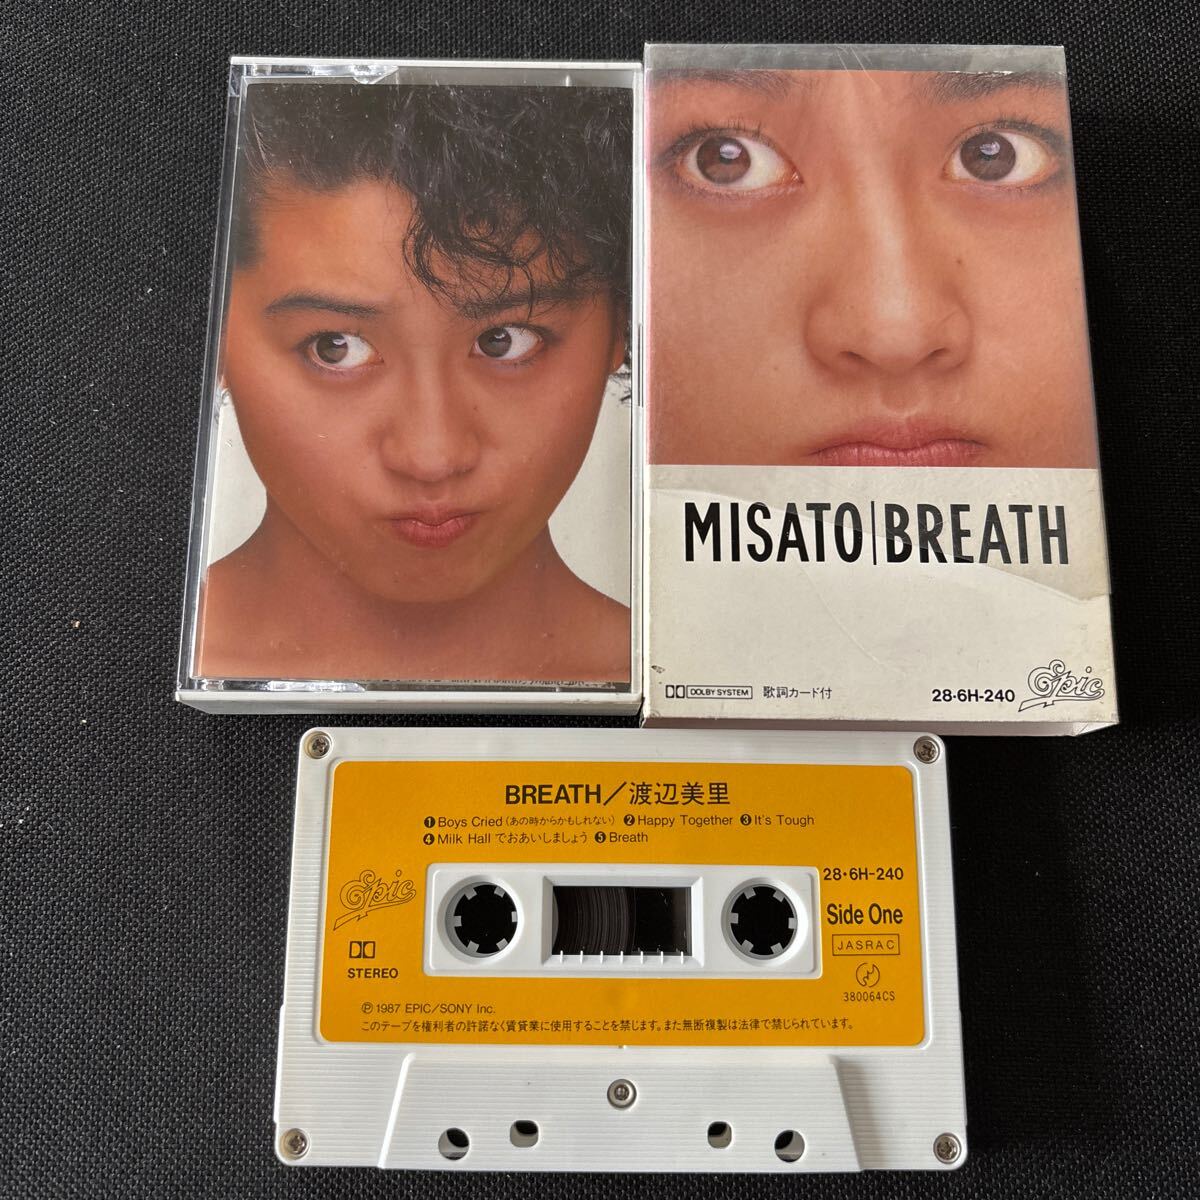 MISATO|BREATH
DOLBY SYSTEM 歌詞カード付 28・6H-240 Epic
BREATH／渡辺美里
❶Boys Cried(あの時からかもしれない) ❷Happy Together ❸It's Tough
❹Milk Hall でおあいしましょう ❺Breath
Epic
28・6H-240
Side One
JASRAC
STEREO
380064CS
Ⓟ1987 EPIC／SONY Inc.
このテープを権利者の許諾なく賃貸業に使用することを禁じます。また無断複製は法律で禁じられています。